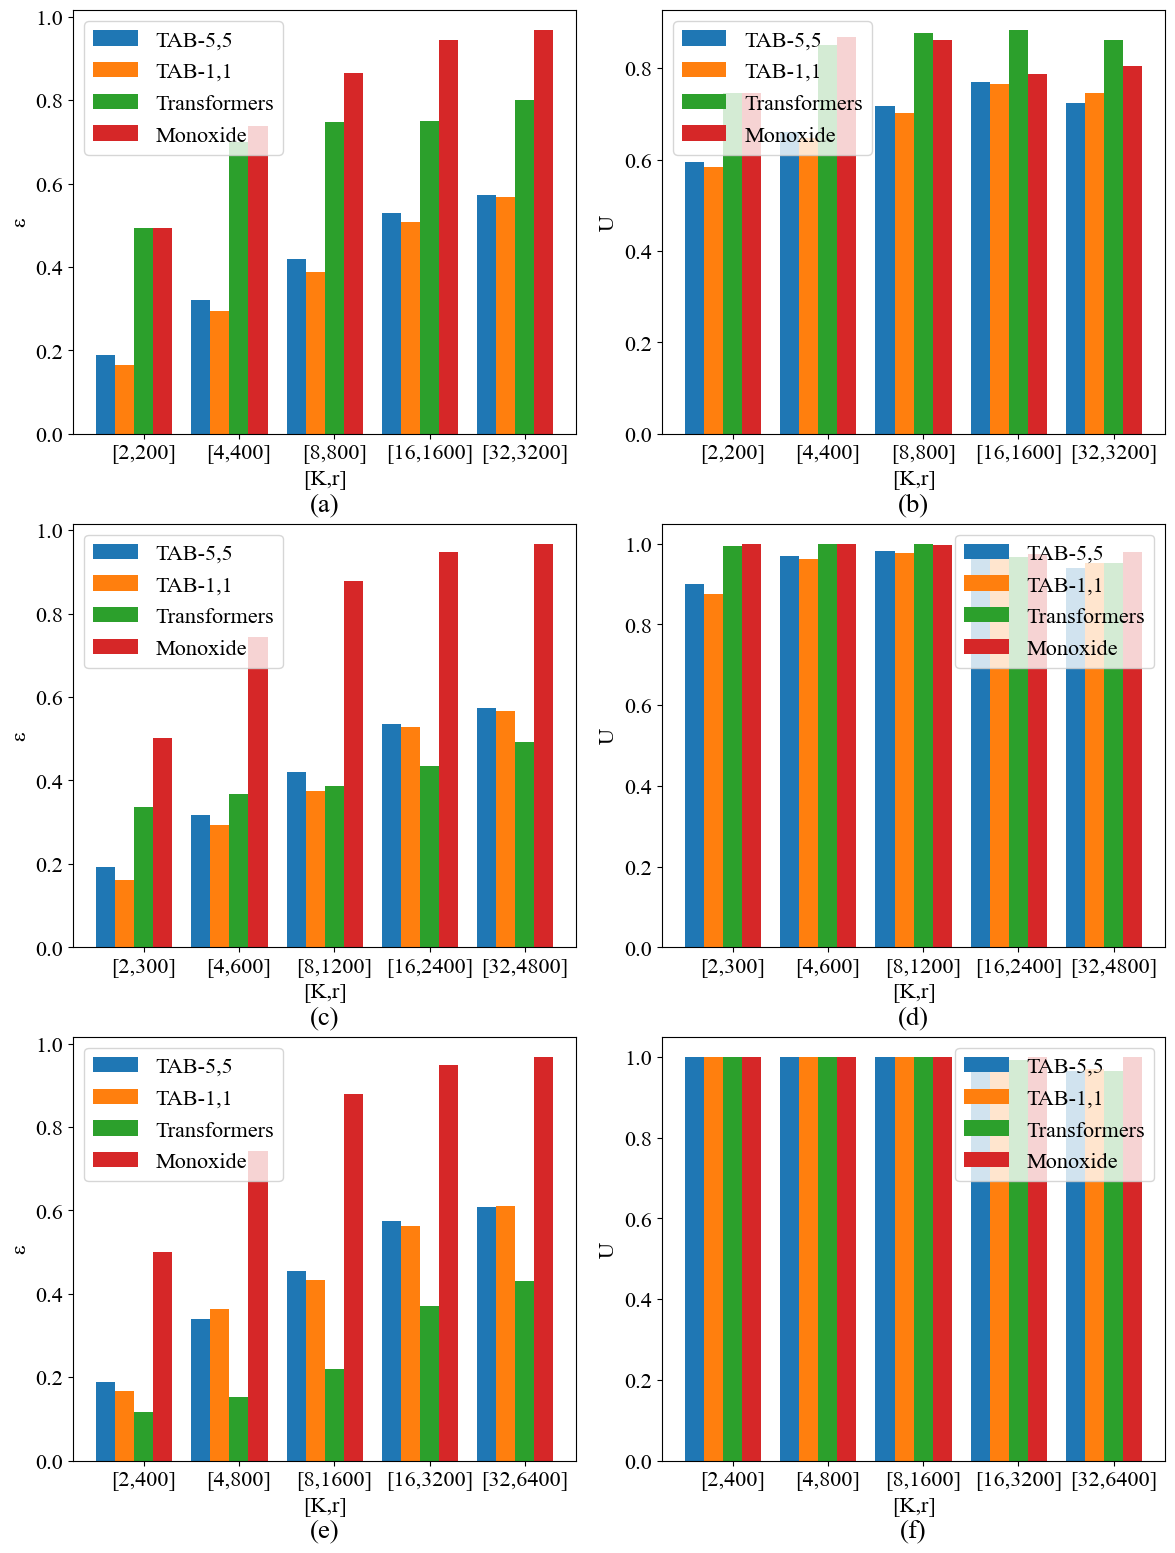 1.0
0.8
0.6
0.4
0.2
0.0
ε
TAB-5,5
TAB-1,1
Transformers
Monoxide
[2,200] [4,400] [8,800] [16,1600] [32,3200]
[K,r]
(a)
0.8
0.6
0.4
0.2
0.0
U
TAB-5,5
TAB-1,1
Transformers
Monoxide
[2,200] [4,400] [8,800] [16,1600] [32,3200]
[K,r]
(b)
1.0
0.8
0.6
0.4
0.2
0.0
ε
TAB-5,5
TAB-1,1
Transformers
Monoxide
[2,300] [4,600] [8,1200] [16,2400] [32,4800]
[K,r]
(c)
1.0
0.8
0.6
0.4
0.2
0.0
U
TAB-5,5
TAB-1,1
Transformers
Monoxide
[2,300] [4,600] [8,1200] [16,2400] [32,4800]
[K,r]
(d)
1.0
0.8
0.6
0.4
0.2
0.0
ε
TAB-5,5
TAB-1,1
Transformers
Monoxide
[2,400] [4,800] [8,1600] [16,3200] [32,6400]
[K,r]
(e)
1.0
0.8
0.6
0.4
0.2
0.0
U
TAB-5,5
TAB-1,1
Transformers
Monoxide
[2,400] [4,800] [8,1600] [16,3200] [32,6400]
[K,r]
(f)